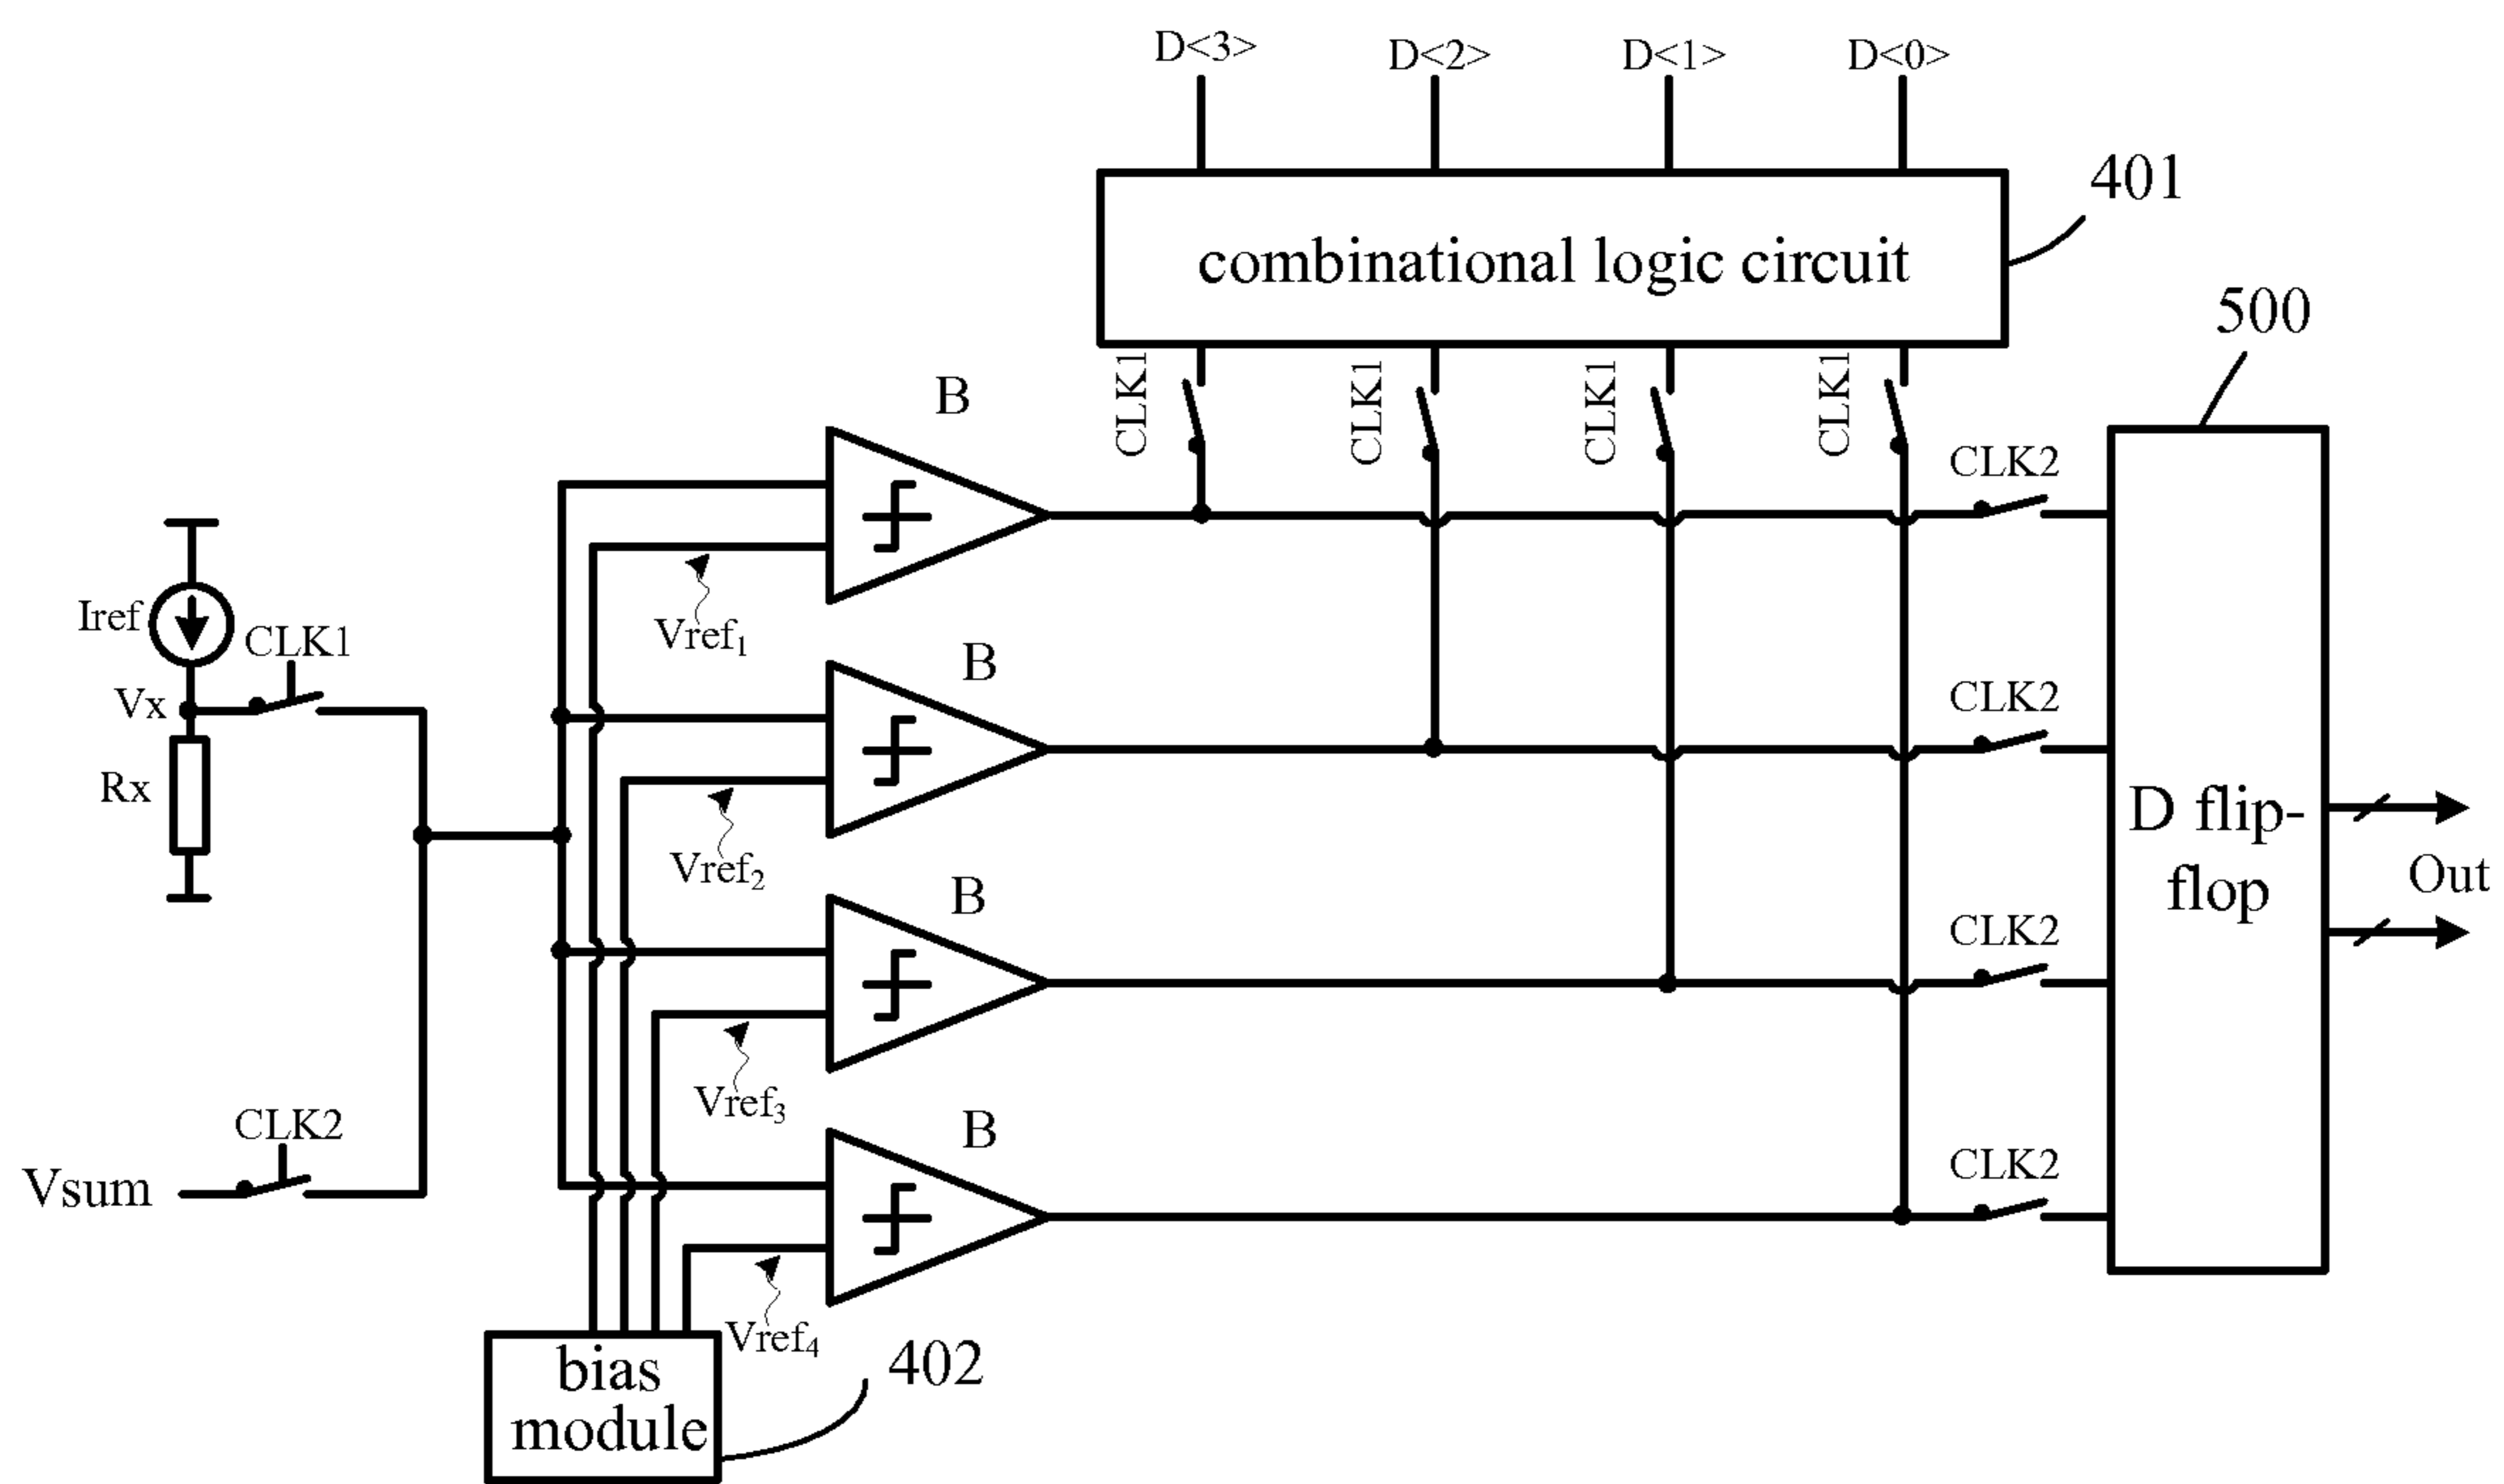 D<3> D<2> D<1> D<0>
401
combinational logic circuit
500
CLK1 CLK1 CLK1 CLK1
B
CLK2
Iref
CLK1
Vref1
B
Vx
CLK2
Rx
D flip-
flop
Vref2
Out
B
CLK2
Vref3
CLK2
B
Vsum
CLK2
Vref4
bias
module
402